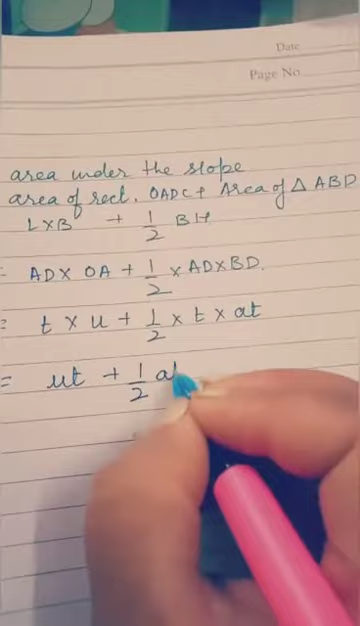 Date
Page No
area under the slope
area of rect. OADC + Area of △ ABD
L×B + 1/2 BH
= AD× OA + 1/2 × AD×BD.
= t × u + 1/2 × t × at
= ut + 1/2 a